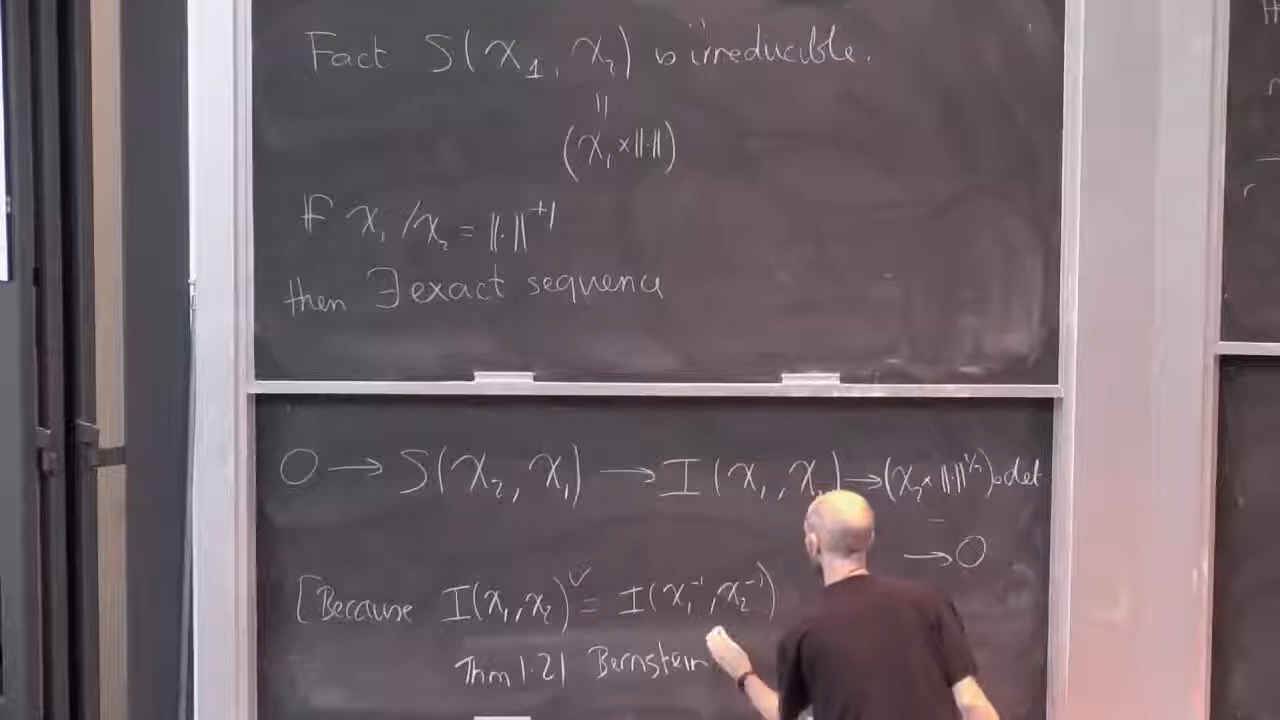 Fact S(χ₁, χ₂) is irreducible.
||
(χ₁ × ||·||)
If χ₁/χ₂ = ||·||⁺¹
then ∃ exact sequence
0 → S(χ₂, χ₁) → I(χ₁, χ₂) → (χ₂ × ||·||^{1/2}) ∘ det
→ 0
[Because I(χ₁, χ₂)^∨ = I(χ₁⁻¹, χ₂⁻¹)
Thm 1.21 Bernstein